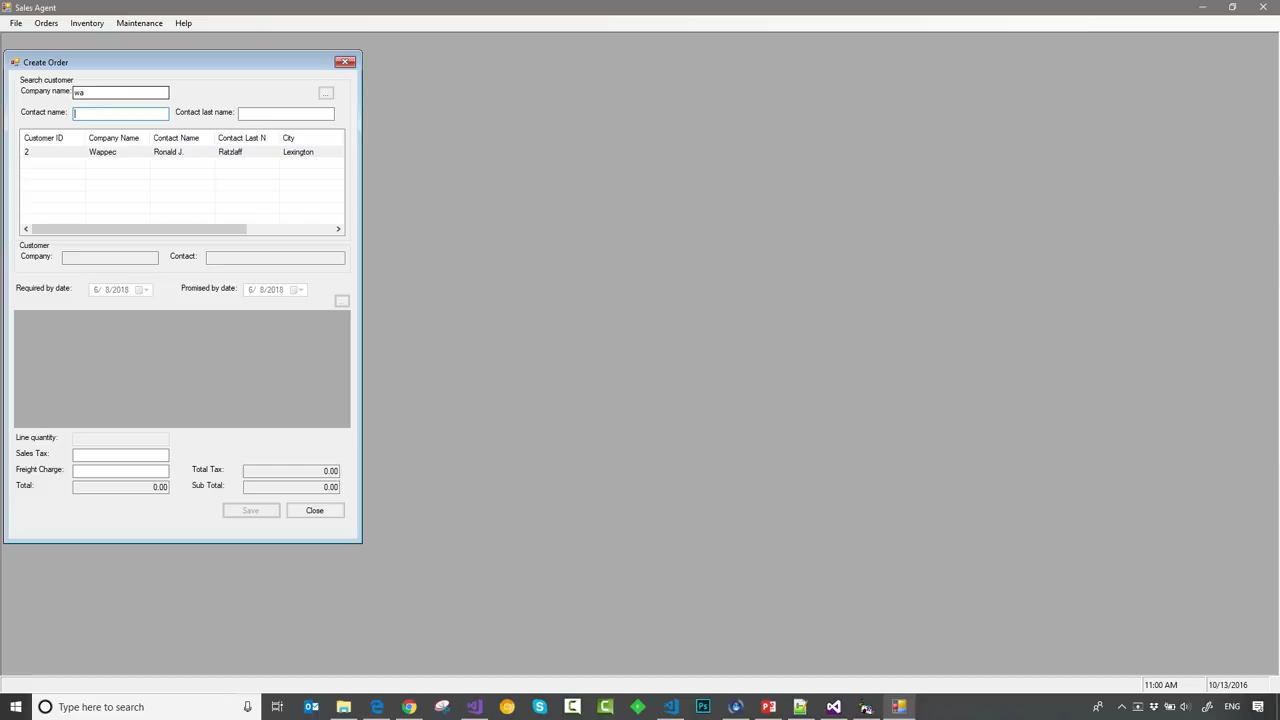 Sales Agent
File Orders Inventory Maintenance Help
Create Order
Search customer
Company name: wa ...
Contact name: Contact last name:
Customer ID Company Name Contact Name Contact Last N City
2 Wappec Ronald J. Ratzlaff Lexington
Customer
Company: Contact:
Required by date: 6/ 8/2018 Promised by date: 6/ 8/2018
...
Line quantity:
Sales Tax:
Freight Charge: Total Tax: 0.00
Total: 0.00 Sub Total: 0.00
Save Close
11:00 AM 10/13/2016
Type here to search ENG